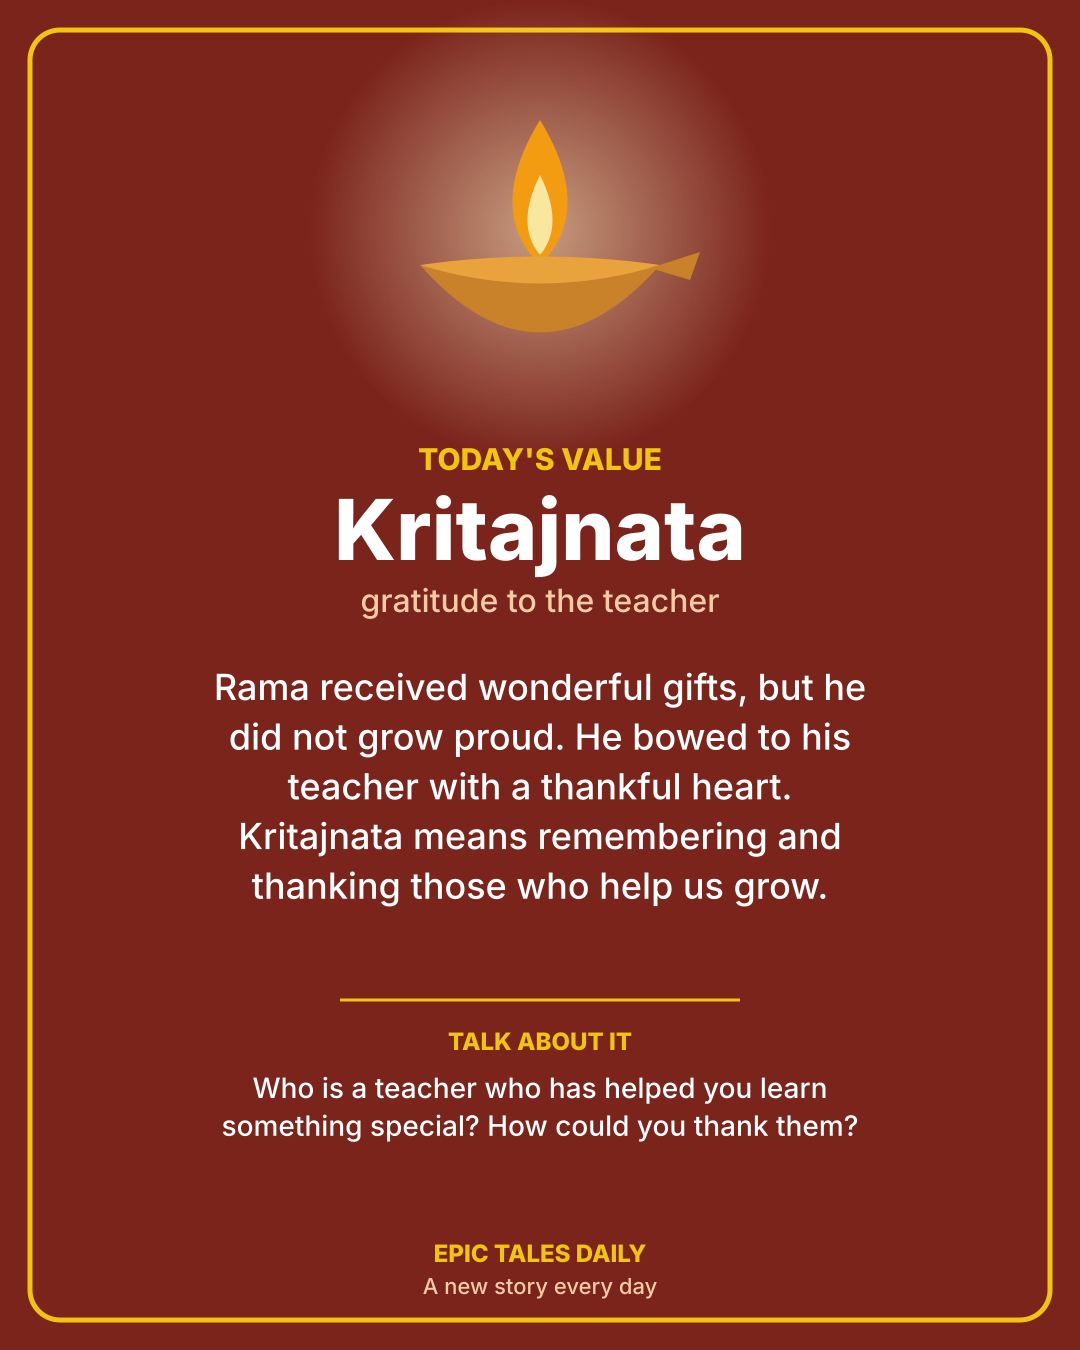 TODAY'S VALUE
Kritajnata
gratitude to the teacher
Rama received wonderful gifts, but he
did not grow proud. He bowed to his
teacher with a thankful heart.
Kritajnata means remembering and
thanking those who help us grow.
TALK ABOUT IT
Who is a teacher who has helped you learn
something special? How could you thank them?
EPIC TALES DAILY
A new story every day